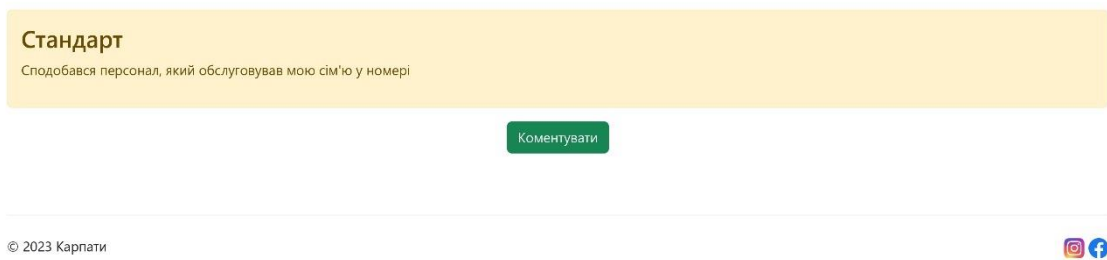 Стандарт
Сподобався персонал, який обслуговував мою сім'ю у номері
Коментувати
© 2023 Карпати